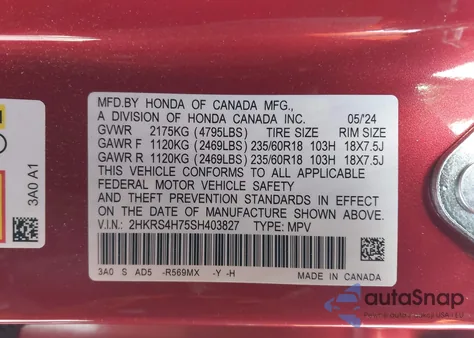 MFD.BY HONDA OF CANADA MFG.,
A DIVISION OF HONDA CANADA INC. 05/'24
GVWR 2175KG (4795LBS) TIRE SIZE RIM SIZE
GAWR F 1120KG (2469LBS) 235/60R18 103H 18X7.5J
GAWR R 1120KG (2469LBS) 235/60R18 103H 18X7.5J
THIS VEHICLE CONFORMS TO ALL APPLICABLE
FEDERAL MOTOR VEHICLE SAFETY
AND THEFT PREVENTION STANDARDS IN EFFECT
ON THE DATE OF MANUFACTURE SHOWN ABOVE.
V.I.N.: 2HKRS4H75SH403827 TYPE: MPV
3A0 S AD5 -R569MX -Y -H
MADE IN CANADA
3A0 A1
autoSnap